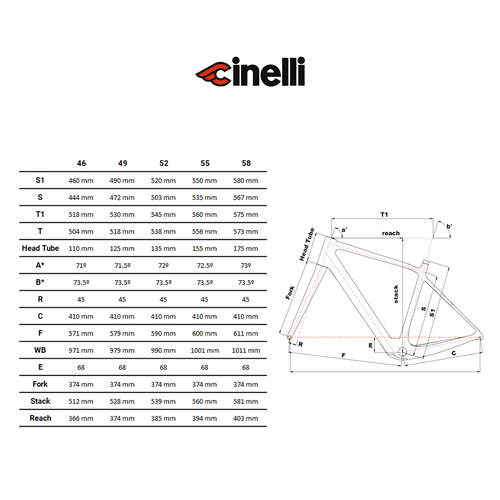 cinelli
46 49 52 55 58
S1 460 mm 490 mm 520 mm 550 mm 580 mm
S 444 mm 472 mm 503 mm 535 mm 567 mm
T1 518 mm 530 mm 545 mm 560 mm 575 mm
T 504 mm 518 mm 538 mm 556 mm 573 mm
Head Tube 110 mm 125 mm 135 mm 155 mm 175 mm
A* 71º 71.5º 72º 72.5º 73º
B* 73.5º 73.5º 73.5º 73.5º 73.5º
R 45 45 45 45 45
C 410 mm 410 mm 410 mm 410 mm 410 mm
F 571 mm 579 mm 590 mm 600 mm 611 mm
WB 971 mm 979 mm 990 mm 1001 mm 1011 mm
E 68 68 68 68 68
Fork 374 mm 374 mm 374 mm 374 mm 374 mm
Stack 512 mm 528 mm 539 mm 560 mm 581 mm
Reach 366 mm 374 mm 385 mm 394 mm 403 mm
T1
a°
reach
b°
Head Tube
Fork
stack
S
S1
R
E
F
C